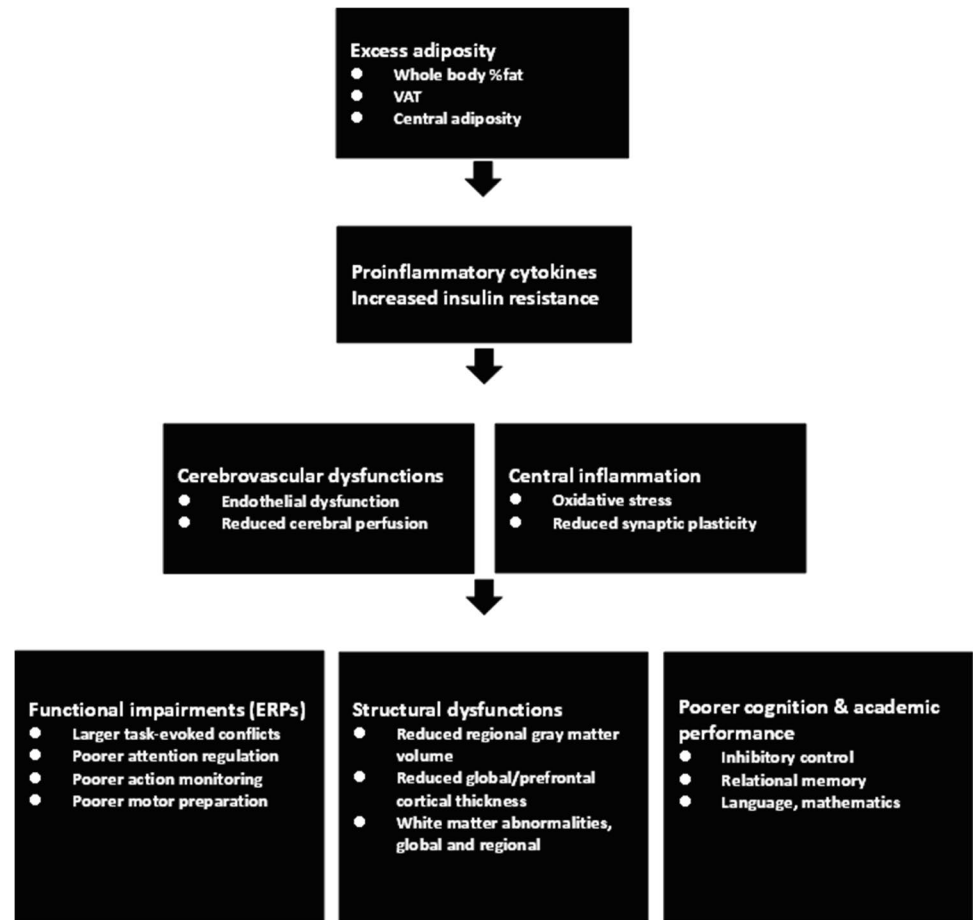 Excess adiposity
● Whole body %fat
● VAT
● Central adiposity
Proinflammatory cytokines
Increased insulin resistance
Cerebrovascular dysfunctions
● Endothelial dysfunction
● Reduced cerebral perfusion
Central inflammation
● Oxidative stress
● Reduced synaptic plasticity
Functional impairments (ERPs)
● Larger task-evoked conflicts
● Poorer attention regulation
● Poorer action monitoring
● Poorer motor preparation
Structural dysfunctions
● Reduced regional gray matter
volume
● Reduced global/prefrontal
cortical thickness
● White matter abnormalities,
global and regional
Poorer cognition & academic
performance
● Inhibitory control
● Relational memory
● Language, mathematics